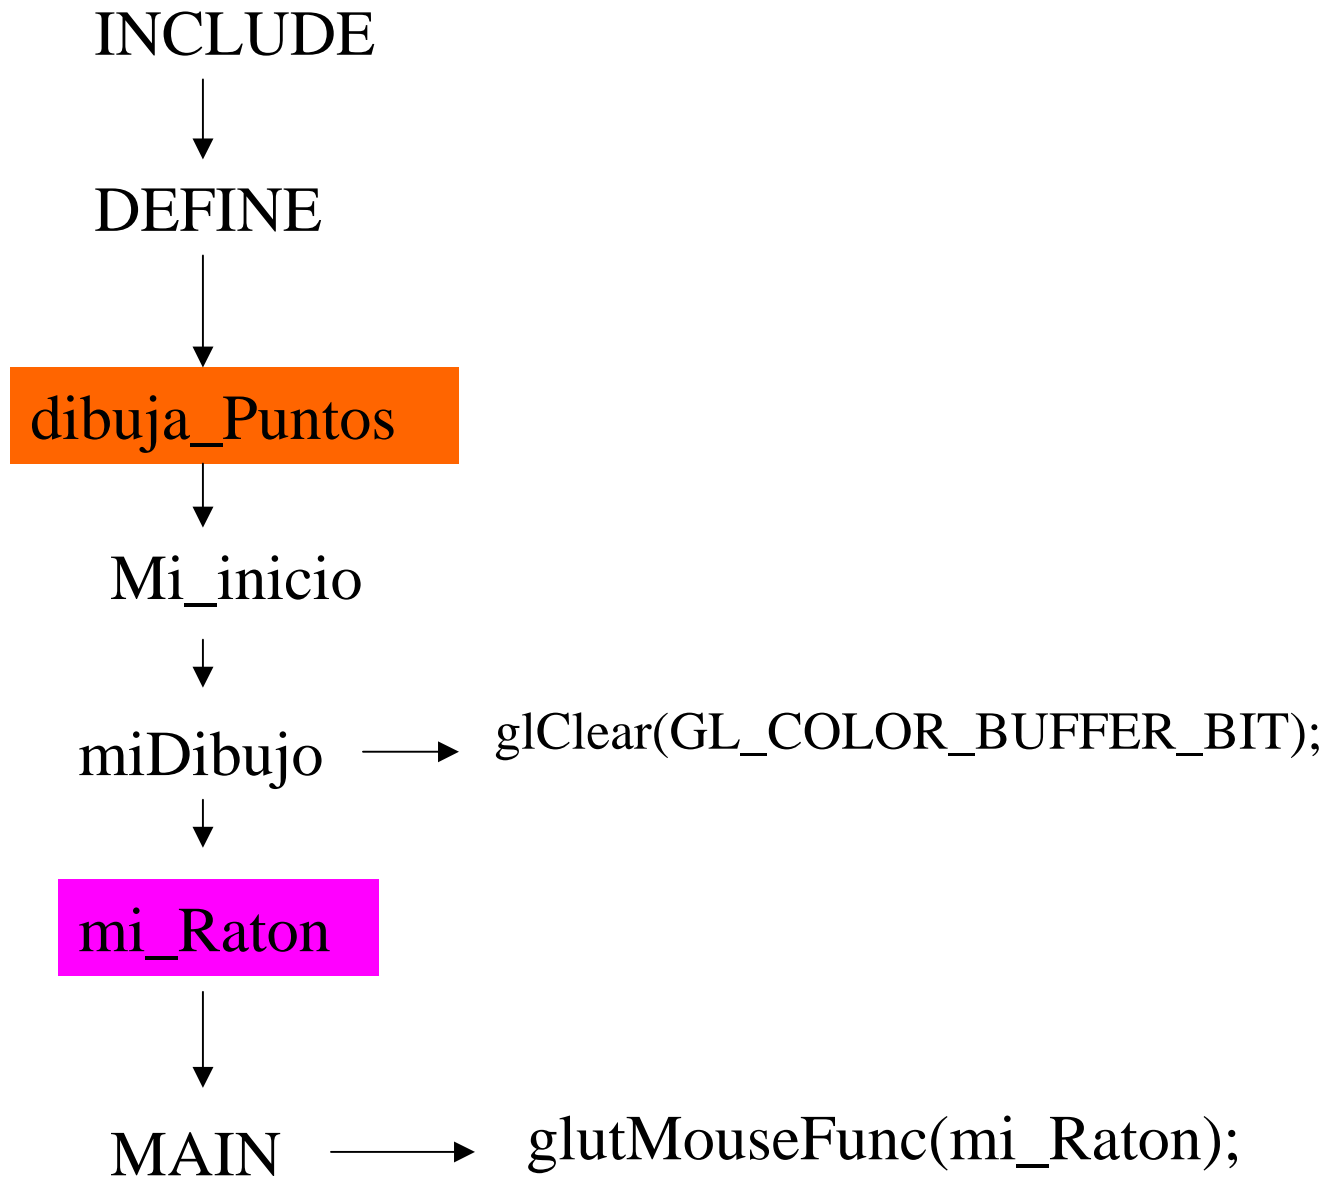 INCLUDE
DEFINE
dibuja_Puntos
Mi_inicio
miDibujo
glClear(GL_COLOR_BUFFER_BIT);
mi_Raton
MAIN
glutMouseFunc(mi_Raton);